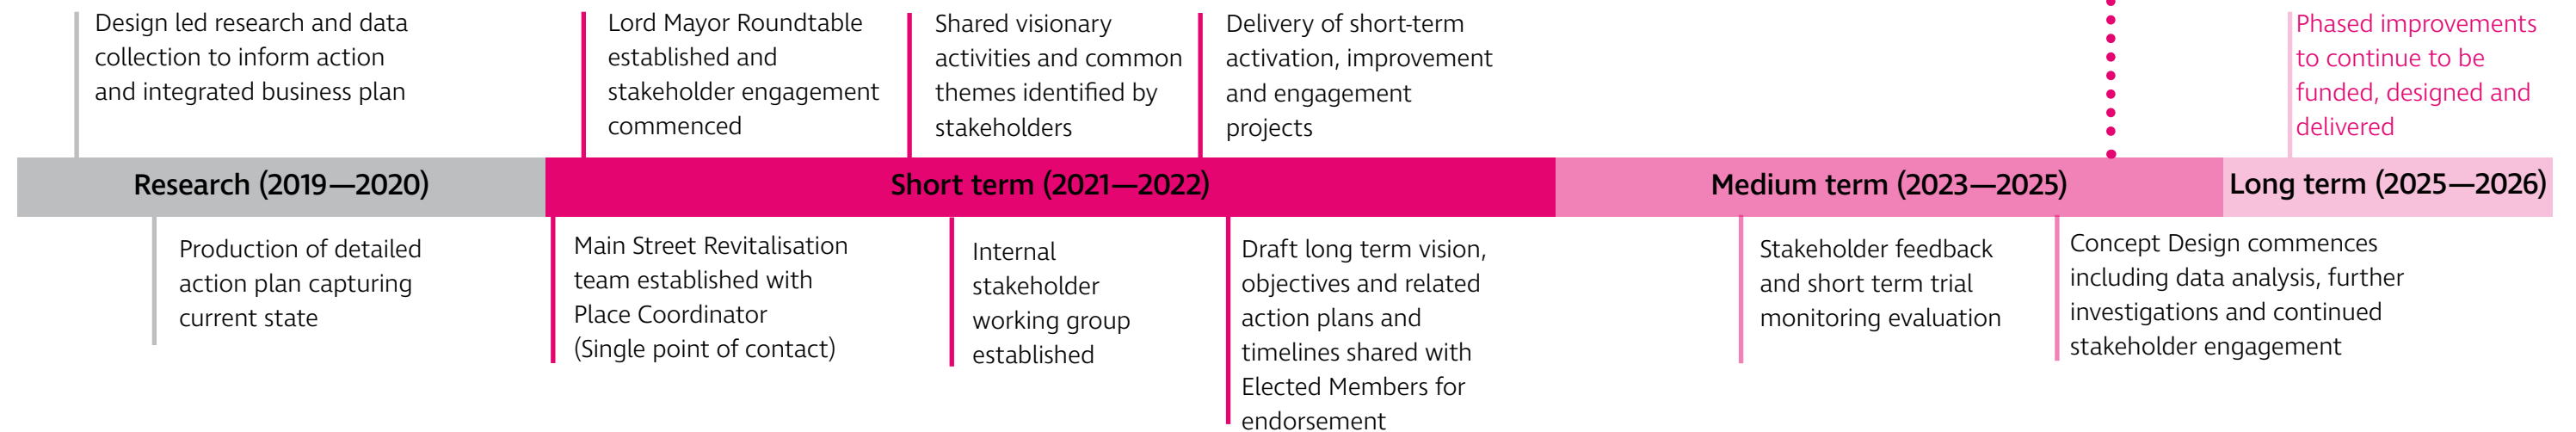 Design led research and data
collection to inform action
and integrated business plan
Lord Mayor Roundtable
established and
stakeholder engagement
commenced
Shared visionary
activities and common
themes identified by
stakeholders
Delivery of short-term
activation, improvement
and engagement
projects
Phased improvements
to continue to be
funded, designed and
delivered
Research (2019—2020)
Short term (2021—2022)
Medium term (2023—2025)
Long term (2025—2026)
Production of detailed
action plan capturing
current state
Main Street Revitalisation
team established with
Place Coordinator
(Single point of contact)
Internal
stakeholder
working group
established
Draft long term vision,
objectives and related
action plans and
timelines shared with
Elected Members for
endorsement
Stakeholder feedback
and short term trial
monitoring evaluation
Concept Design commences
including data analysis, further
investigations and continued
stakeholder engagement